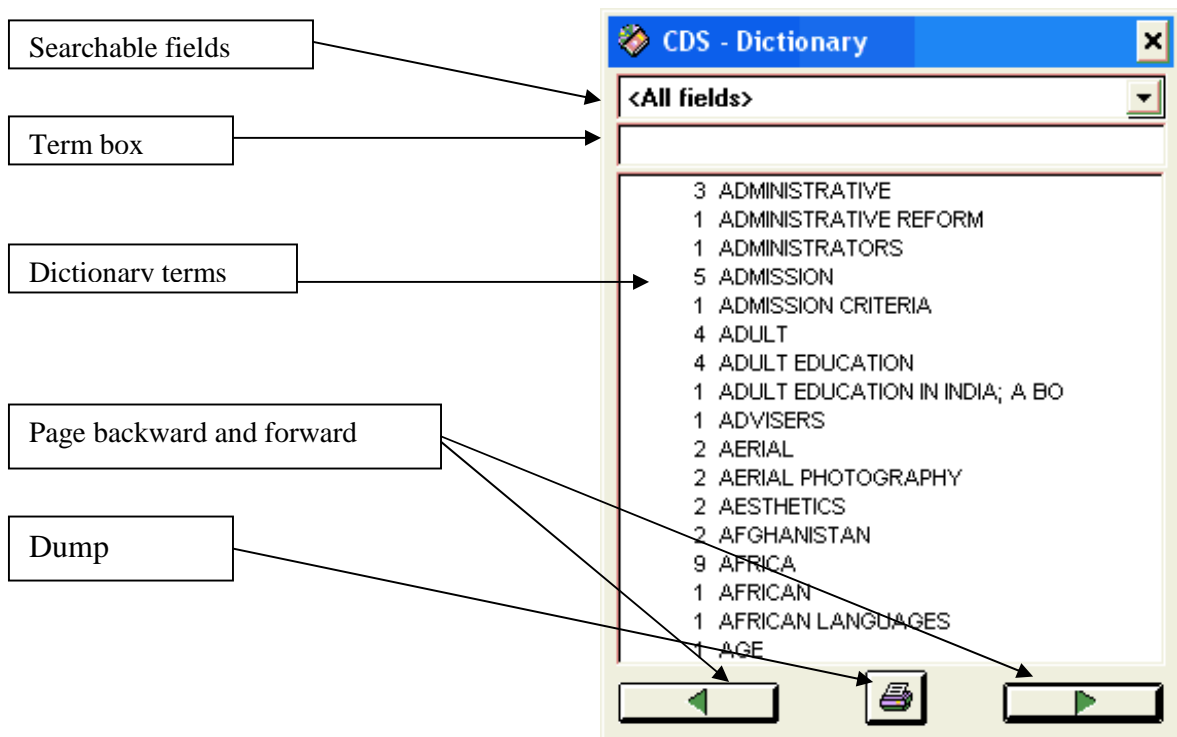 Searchable fields
Term box
Dictionary terms
Page backward and forward
Dump
CDS - Dictionary
<All fields>
3 ADMINISTRATIVE
1 ADMINISTRATIVE REFORM
1 ADMINISTRATORS
5 ADMISSION
1 ADMISSION CRITERIA
4 ADULT
4 ADULT EDUCATION
1 ADULT EDUCATION IN INDIA; A BO
1 ADVISERS
2 AERIAL
2 AERIAL PHOTOGRAPHY
2 AESTHETICS
2 AFGHANISTAN
9 AFRICA
1 AFRICAN
1 AFRICAN LANGUAGES
1 AGE